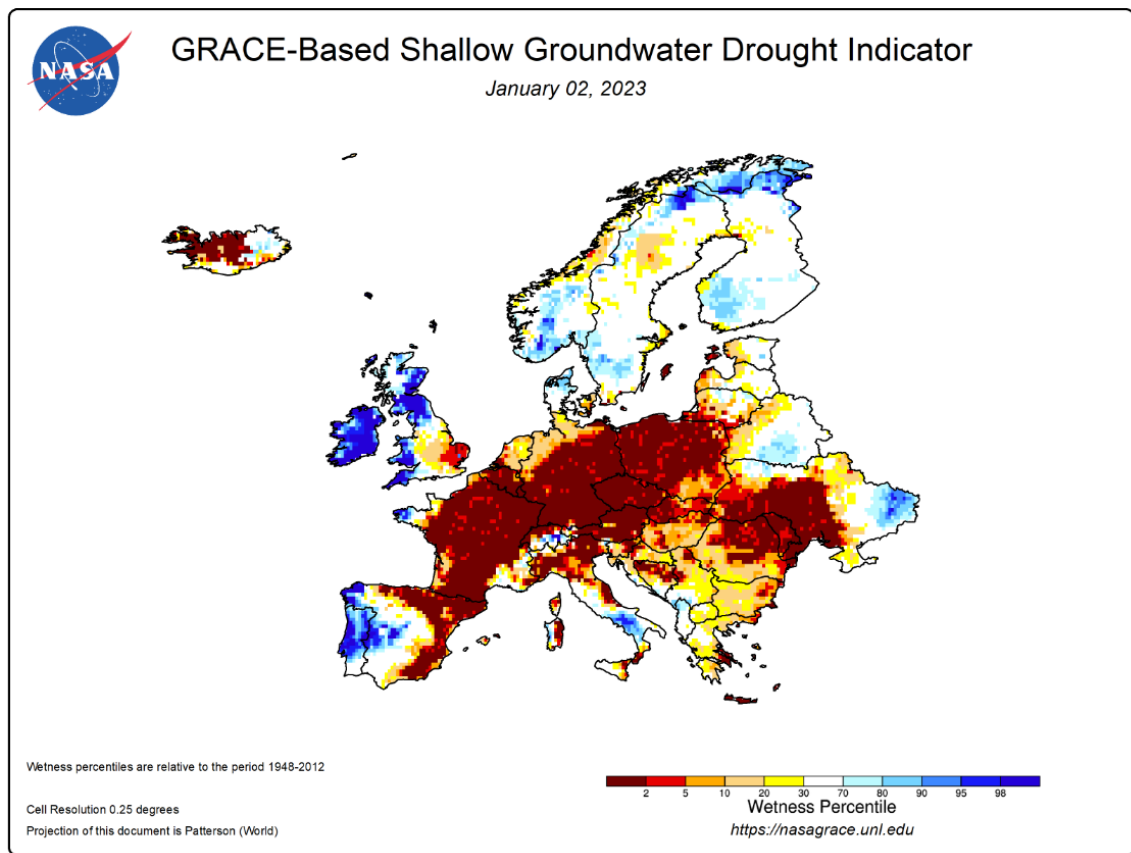 NASA
GRACE-Based Shallow Groundwater Drought Indicator
January 02, 2023
Wetness percentiles are relative to the period 1948-2012
Cell Resolution 0.25 degrees
Projection of this document is Patterson (World)
2 5 10 20 30 70 80 90 95 98
Wetness Percentile
https://nasagrace.unl.edu